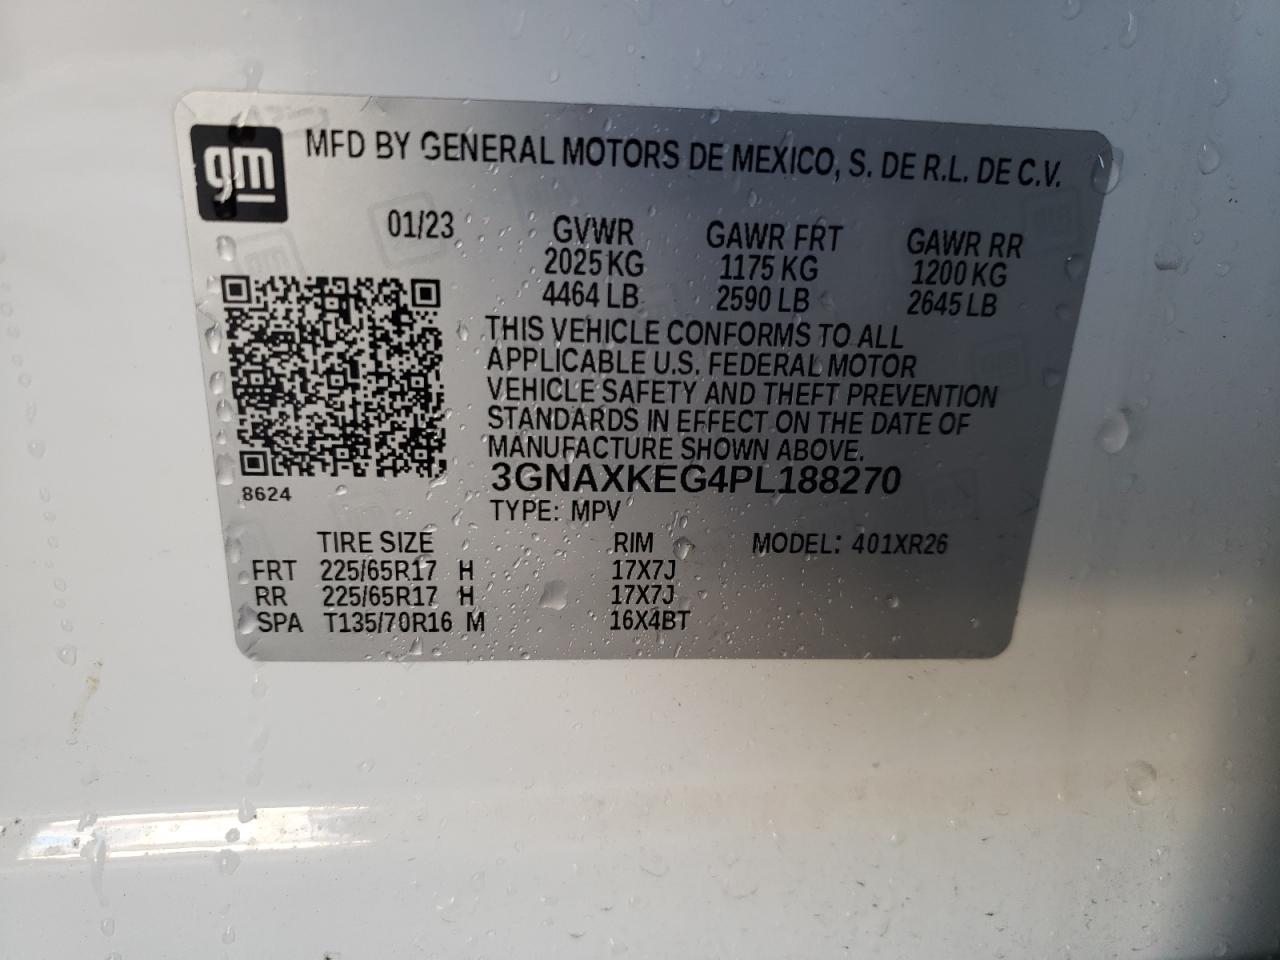 gm
MFD BY GENERAL MOTORS DE MEXICO, S. DE R.L. DE C.V.
01/23 GVWR GAWR FRT GAWR RR
2025 KG 1175 KG 1200 KG
4464 LB 2590 LB 2645 LB
THIS VEHICLE CONFORMS TO ALL
APPLICABLE U.S. FEDERAL MOTOR
VEHICLE SAFETY AND THEFT PREVENTION
STANDARDS IN EFFECT ON THE DATE OF
MANUFACTURE SHOWN ABOVE.
3GNAXKEG4PL188270
8624
TYPE: MPV
TIRE SIZE RIM MODEL: 401XR26
FRT 225/65R17 H 17X7J
RR 225/65R17 H 17X7J
SPA T135/70R16 M 16X4BT